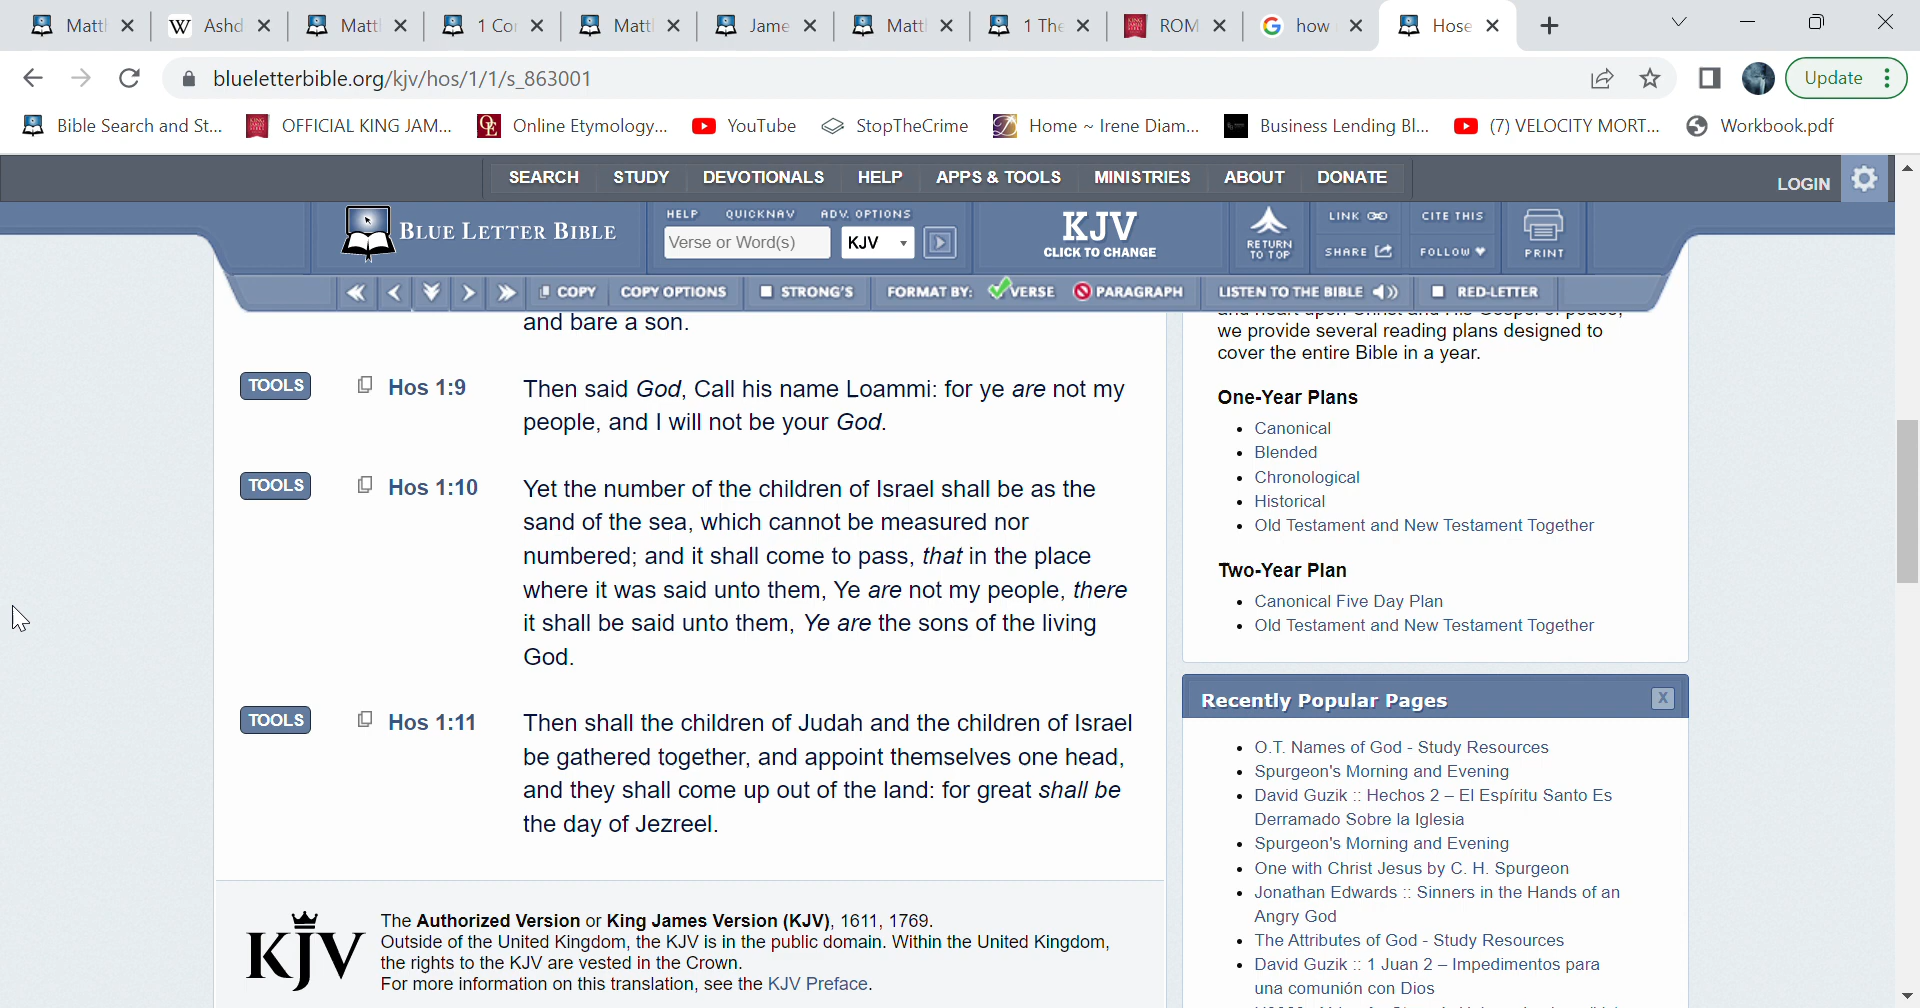 Matth
Ashd
Matt
1 Cor
Matt
Jame
Matt
1 The
ROM
how
Hose
blueletterbible.org/kjv/hos/1/1/s_863001
Update
Bible Search and St...
OFFICIAL KING JAM...
Online Etymology...
YouTube
StopTheCrime
Home ~ Irene Diam...
Business Lending Bl...
(7) VELOCITY MORT...
Workbook.pdf
SEARCH STUDY DEVOTIONALS HELP APPS & TOOLS MINISTRIES ABOUT DONATE
LOGIN
BLUE LETTER BIBLE
HELP QUICKNAV ADV. OPTIONS
Verse or Word(s) KJV
KJV
CLICK TO CHANGE
RETURN
TO TOP
LINK
SHARE
CITE THIS
FOLLOW
PRINT
COPY COPY OPTIONS STRONG'S FORMAT BY: VERSE PARAGRAPH LISTEN TO THE BIBLE RED-LETTER
and bare a son.
TOOLS Hos 1:9 Then said God, Call his name Loammi: for ye are not my
people, and I will not be your God.
TOOLS Hos 1:10 Yet the number of the children of Israel shall be as the
sand of the sea, which cannot be measured nor
numbered; and it shall come to pass, that in the place
where it was said unto them, Ye are not my people, there
it shall be said unto them, Ye are the sons of the living
God.
TOOLS Hos 1:11 Then shall the children of Judah and the children of Israel
be gathered together, and appoint themselves one head,
and they shall come up out of the land: for great shall be
the day of Jezreel.
KJV
The Authorized Version or King James Version (KJV), 1611, 1769.
Outside of the United Kingdom, the KJV is in the public domain. Within the United Kingdom,
the rights to the KJV are vested in the Crown.
For more information on this translation, see the KJV Preface.
we provide several reading plans designed to
cover the entire Bible in a year.
One-Year Plans
Canonical
Blended
Chronological
Historical
Old Testament and New Testament Together
Two-Year Plan
Canonical Five Day Plan
Old Testament and New Testament Together
Recently Popular Pages
X
O.T. Names of God - Study Resources
Spurgeon's Morning and Evening
David Guzik :: Hechos 2 – El Espíritu Santo Es
Derramado Sobre la Iglesia
Spurgeon's Morning and Evening
One with Christ Jesus by C. H. Spurgeon
Jonathan Edwards :: Sinners in the Hands of an
Angry God
The Attributes of God - Study Resources
David Guzik :: 1 Juan 2 – Impedimentos para
una comunión con Dios